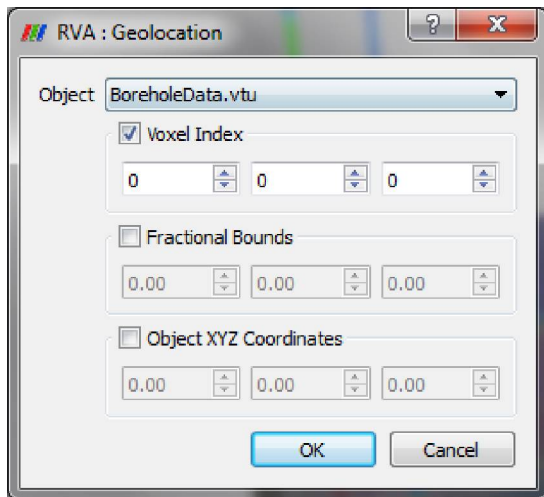 RVA : Geolocation
Object BoreholeData.vtu
Voxel Index
0 0 0
Fractional Bounds
0.00 0.00 0.00
Object XYZ Coordinates
0.00 0.00 0.00
OK Cancel